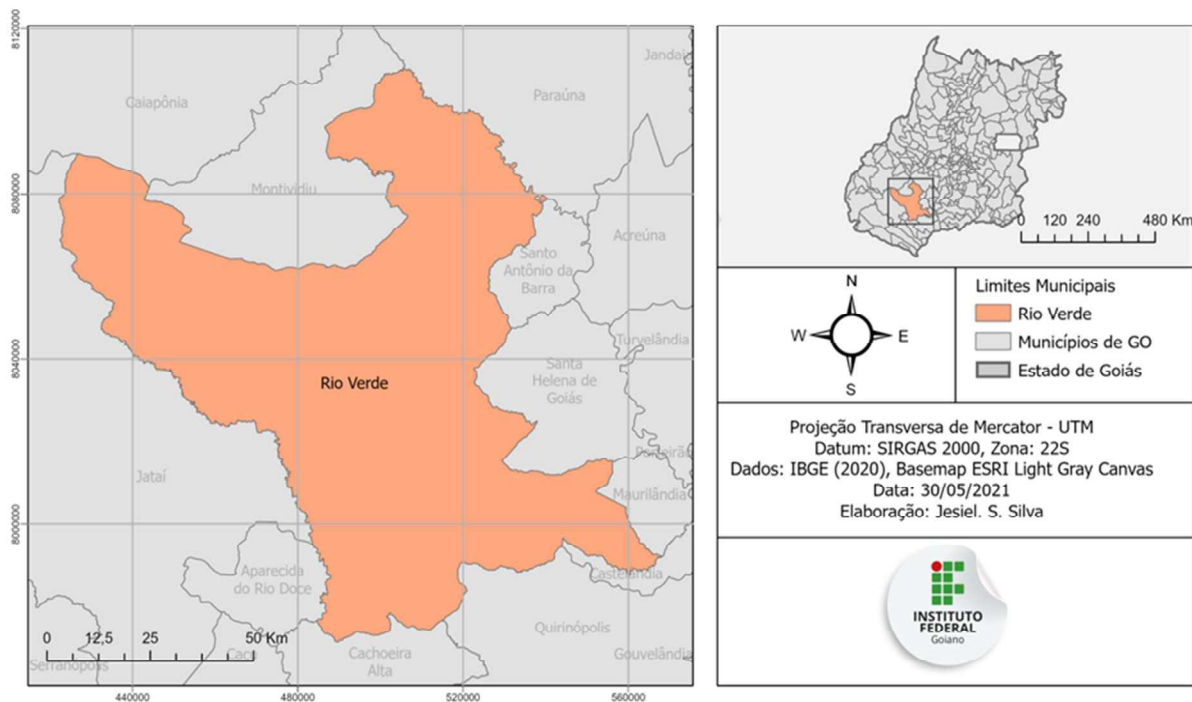 8120000
8080000
8040000
8000000
440000
480000
520000
560000
Jandaia
Caiapônia
Paraúna
Montividiu
Acreúna
Santo
Antônio da
Barra
Turvelândia
Santa
Helena de
Goiás
Rio Verde
Porteirão
Jataí
Maurilândia
Aparecida
do Rio Doce
Castelândia
Quirinópolis
0 12,5 25 50 Km
Serranópolis
Caçu
Cachoeira
Alta
Gouvelândia
0 120 240 480 Km
N
W E
S
Limites Municipais
Rio Verde
Municípios de GO
Estado de Goiás
Projeção Transversa de Mercator - UTM
Datum: SIRGAS 2000, Zona: 22S
Dados: IBGE (2020), Basemap ESRI Light Gray Canvas
Data: 30/05/2021
Elaboração: Jesiel. S. Silva
INSTITUTO
FEDERAL
Goiano